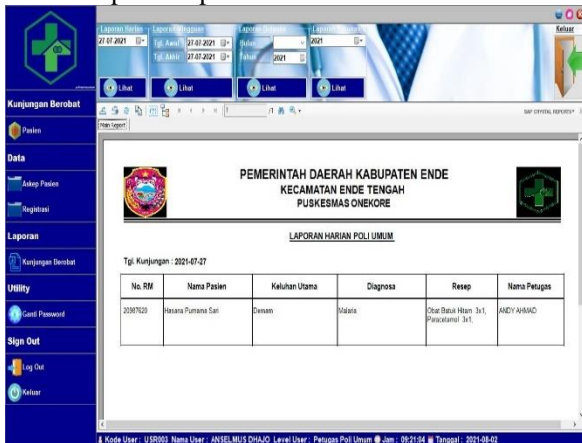 Laporan Harian
27-07-2021
Lihat
Laporan Mingguan
Tgl. Awal 27-07-2021
Tgl. Akhir 27-07-2021
Lihat
Laporan Bulanan
Bulan
Tahun 2021
Lihat
Laporan
2021
Lihat
Keluar
Kunjungan Berobat
Pasien
Data
Askep Pasien
Registrasi
Laporan
Kunjungan Berobat
Utility
Ganti Password
Sign Out
Log Out
Keluar
SAP CRYSTAL REPORTS
Main Report
PEMERINTAH DAERAH KABUPATEN ENDE
KECAMATAN ENDE TENGAH
PUSKESMAS ONEKORE
LAPORAN HARIAN POLI UMUM
Tgl. Kunjungan : 2021-07-27
No. RM Nama Pasien Keluhan Utama Diagnosa Resep Nama Petugas
20987620 Hasana Purnama Sari Demam Malaria Obat Batuk Hitam 3x1, ANDY AHMAD
Paracetamol 3x1,
Kode User : USR003 Nama User : ANSELMUS DHAJO Level User : Petugas Poli Umum Jam : 09:21:04 Tanggal : 2021-08-02